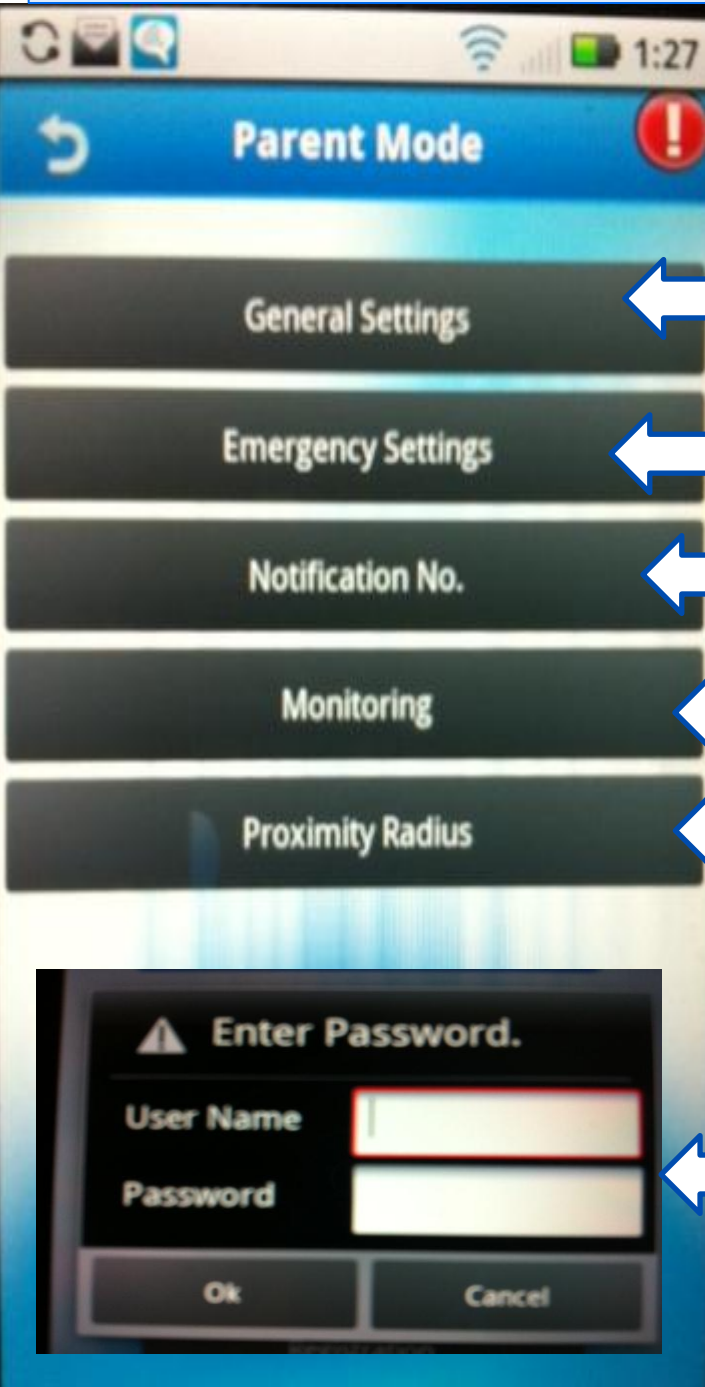 1:27
Parent Mode
General Settings
Emergency Settings
Notification No.
Monitoring
Proximity Radius
Enter Password.
User Name
Password
Ok
Cancel
Registration